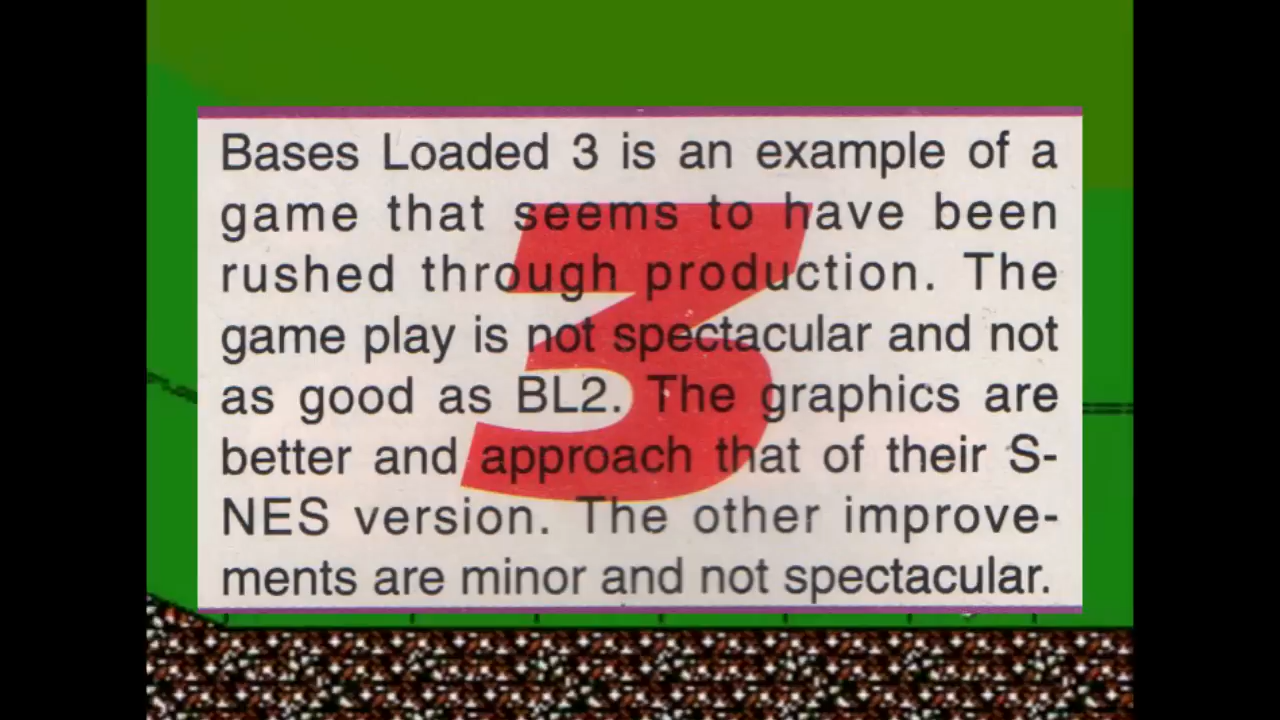 Bases Loaded 3 is an example of a
game that seems to have been
rushed through production. The
game play is not spectacular and not
as good as BL2. The graphics are
better and approach that of their S-
NES version. The other improve-
ments are minor and not spectacular.
3